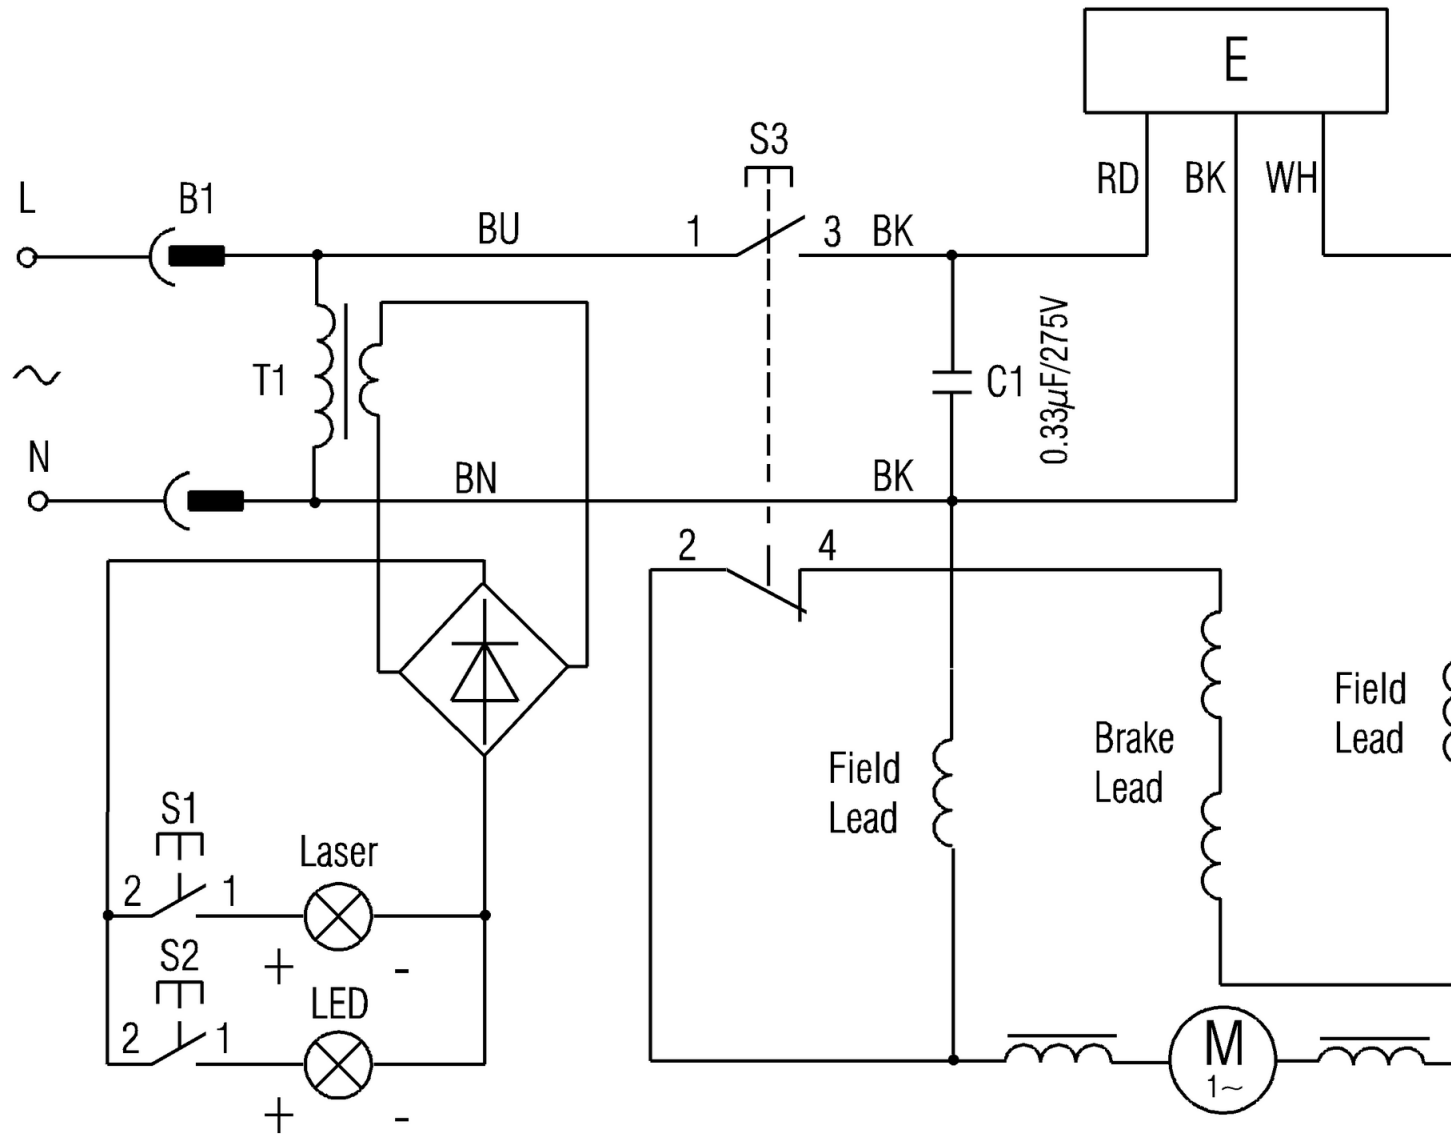 E
S3
RD BK WH
L
B1
BU
1
3
BK
T1
C1
0.33µF/275V
N
BN
BK
2
4
Field
Lead
Brake
Lead
Field
Lead
S1
Laser
2
1
+
-
S2
LED
2
1
+
-
M
1~